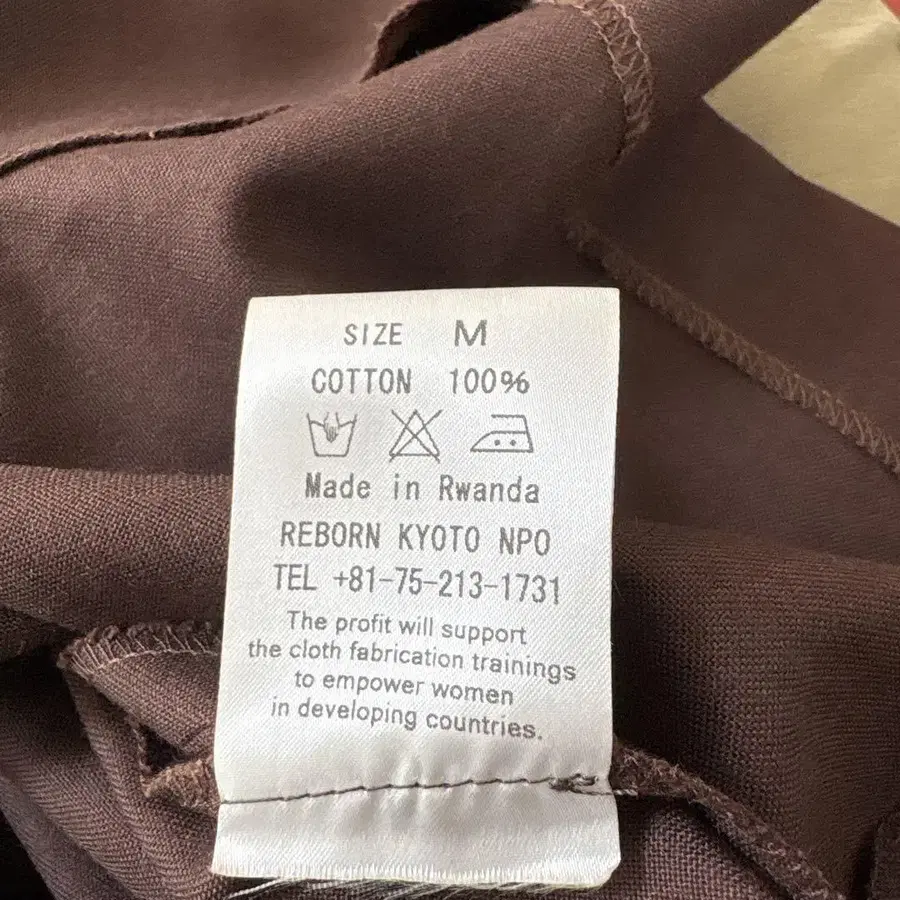 SIZE M
COTTON 100%
Made in Rwanda
REBORN KYOTO NPO
TEL +81-75-213-1731
The profit will support
the cloth fabrication trainings
to empower women
in developing countries.